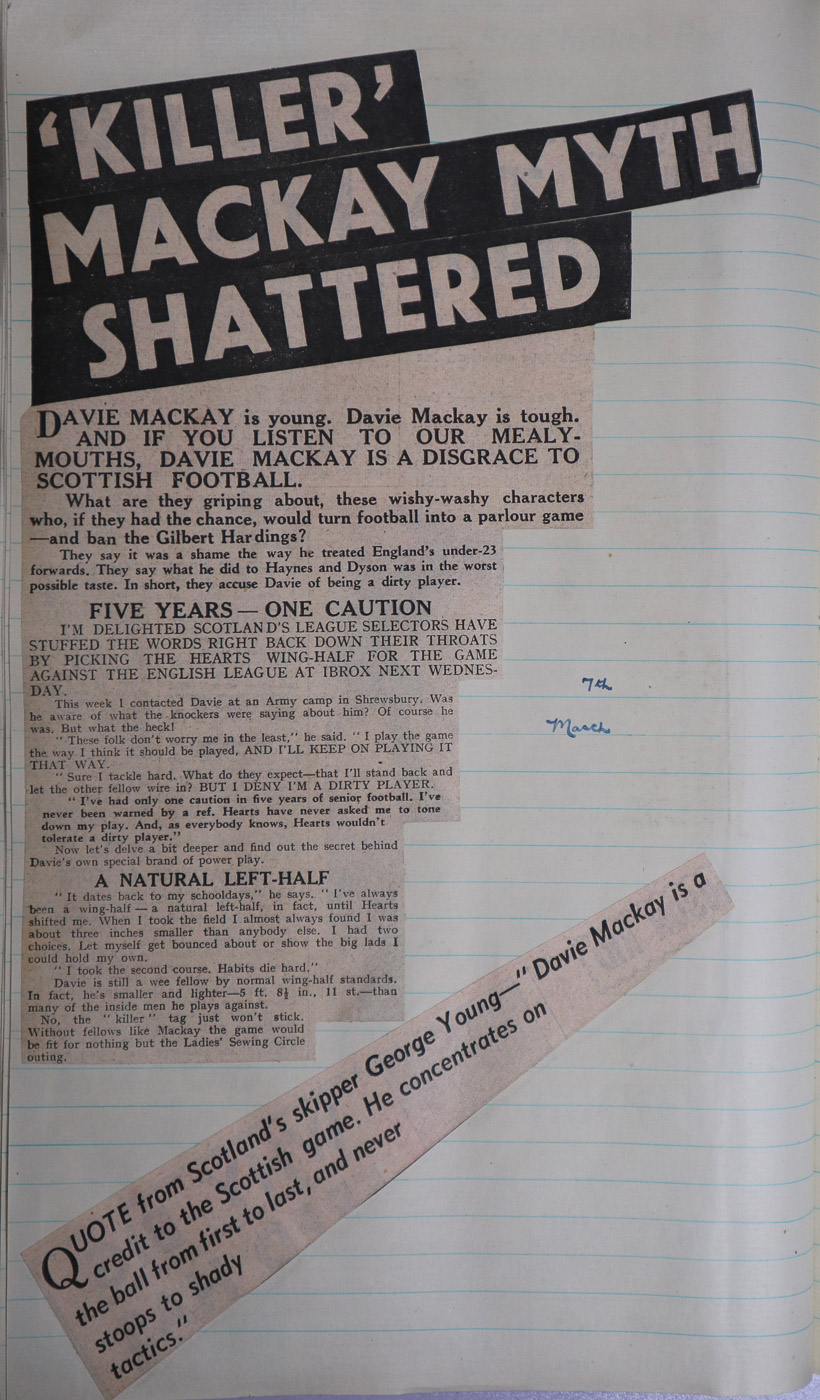 'KILLER'
MACKAY MYTH
SHATTERED
DAVIE MACKAY is young. Davie Mackay is tough.
AND IF YOU LISTEN TO OUR MEALY-
MOUTHS, DAVIE MACKAY IS A DISGRACE TO
SCOTTISH FOOTBALL.
What are they griping about, these wishy-washy characters
who, if they had the chance, would turn football into a parlour game
—and ban the Gilbert Hardings?
They say it was a shame the way he treated England's under-23
forwards. They say what he did to Haynes and Dyson was in the worst
possible taste. In short, they accuse Davie of being a dirty player.
FIVE YEARS — ONE CAUTION
I'M DELIGHTED SCOTLAND'S LEAGUE SELECTORS HAVE
STUFFED THE WORDS RIGHT BACK DOWN THEIR THROATS
BY PICKING THE HEARTS WING-HALF FOR THE GAME
AGAINST THE ENGLISH LEAGUE AT IBROX NEXT WEDNES-
DAY.
This week I contacted Davie at an Army camp in Shrewsbury. Was
he aware of what the knockers were saying about him? Of course he
was. But what the heck!
" These folk don't worry me in the least," he said. " I play the game
the way I think it should be played, AND I'LL KEEP ON PLAYING IT
THAT WAY.
" Sure I tackle hard. What do they expect—that I'll stand back and
let the other fellow wire in? BUT I DENY I'M A DIRTY PLAYER.
" I've had only one caution in five years of senior football. I've
never been warned by a ref. Hearts have never asked me to tone
down my play. And, as everybody knows, Hearts wouldn't
tolerate a dirty player."
Now let's delve a bit deeper and find out the secret behind
Davie's own special brand of power play.
A NATURAL LEFT-HALF
" It dates back to my schooldays," he says. " I've always
been a wing-half — a natural left-half, in fact, until Hearts
shifted me. When I took the field I almost always found I was
about three inches smaller than anybody else. I had two
choices. Let myself get bounced about or show the big lads I
could hold my own.
" I took the second course. Habits die hard."
Davie is still a wee fellow by normal wing-half standards.
In fact, he's smaller and lighter—5 ft. 8½ in., 11 st.—than
many of the inside men he plays against.
No, the " killer " tag just won't stick.
Without fellows like Mackay the game would
be fit for nothing but the Ladies' Sewing Circle
outing.
7th
March
QUOTE from Scotland's skipper George Young—" Davie Mackay is a
credit to the Scottish game. He concentrates on
the ball from first to last, and never
stoops to shady
tactics."